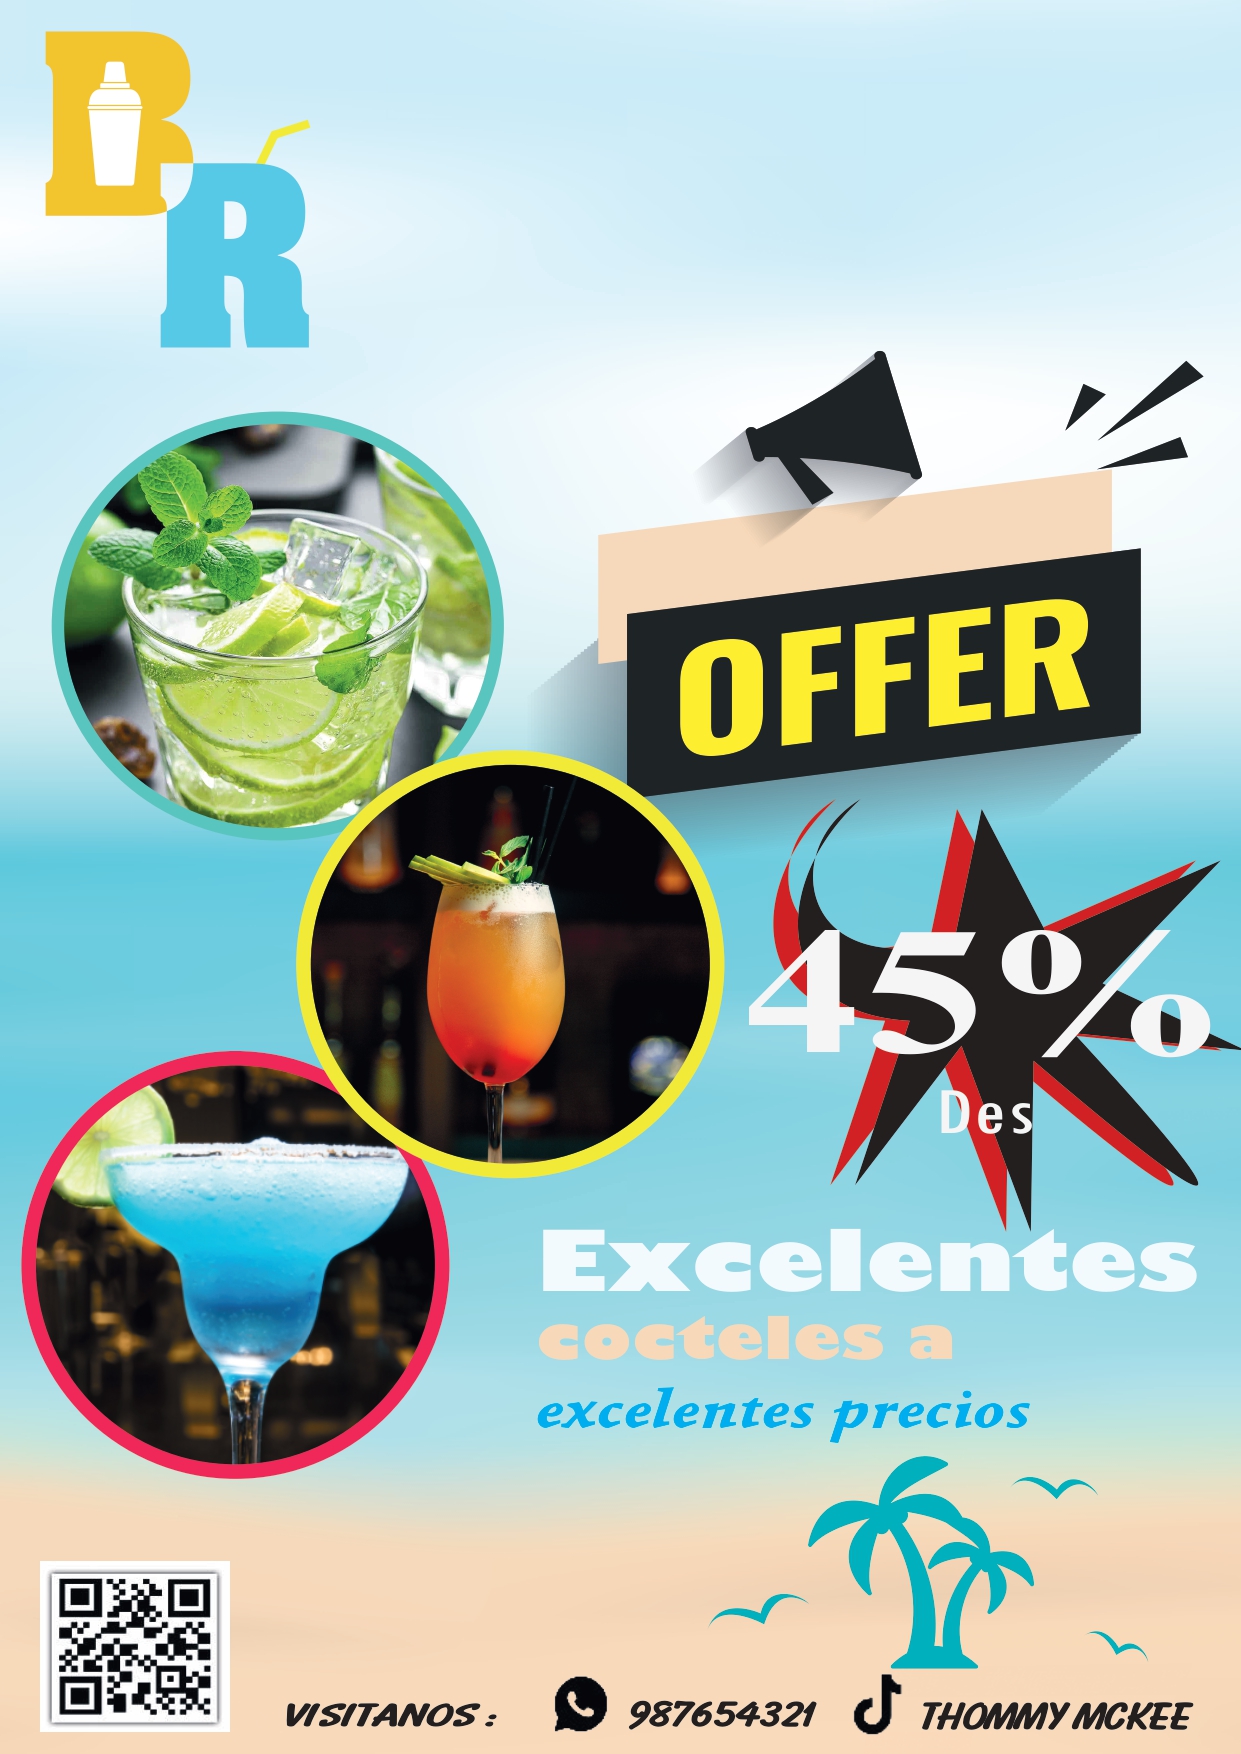 BR
OFFER
45%
Des
Excelentes
cocteles a
excelentes precios
VISITANOS : 987654321 THOMMY MCKEE